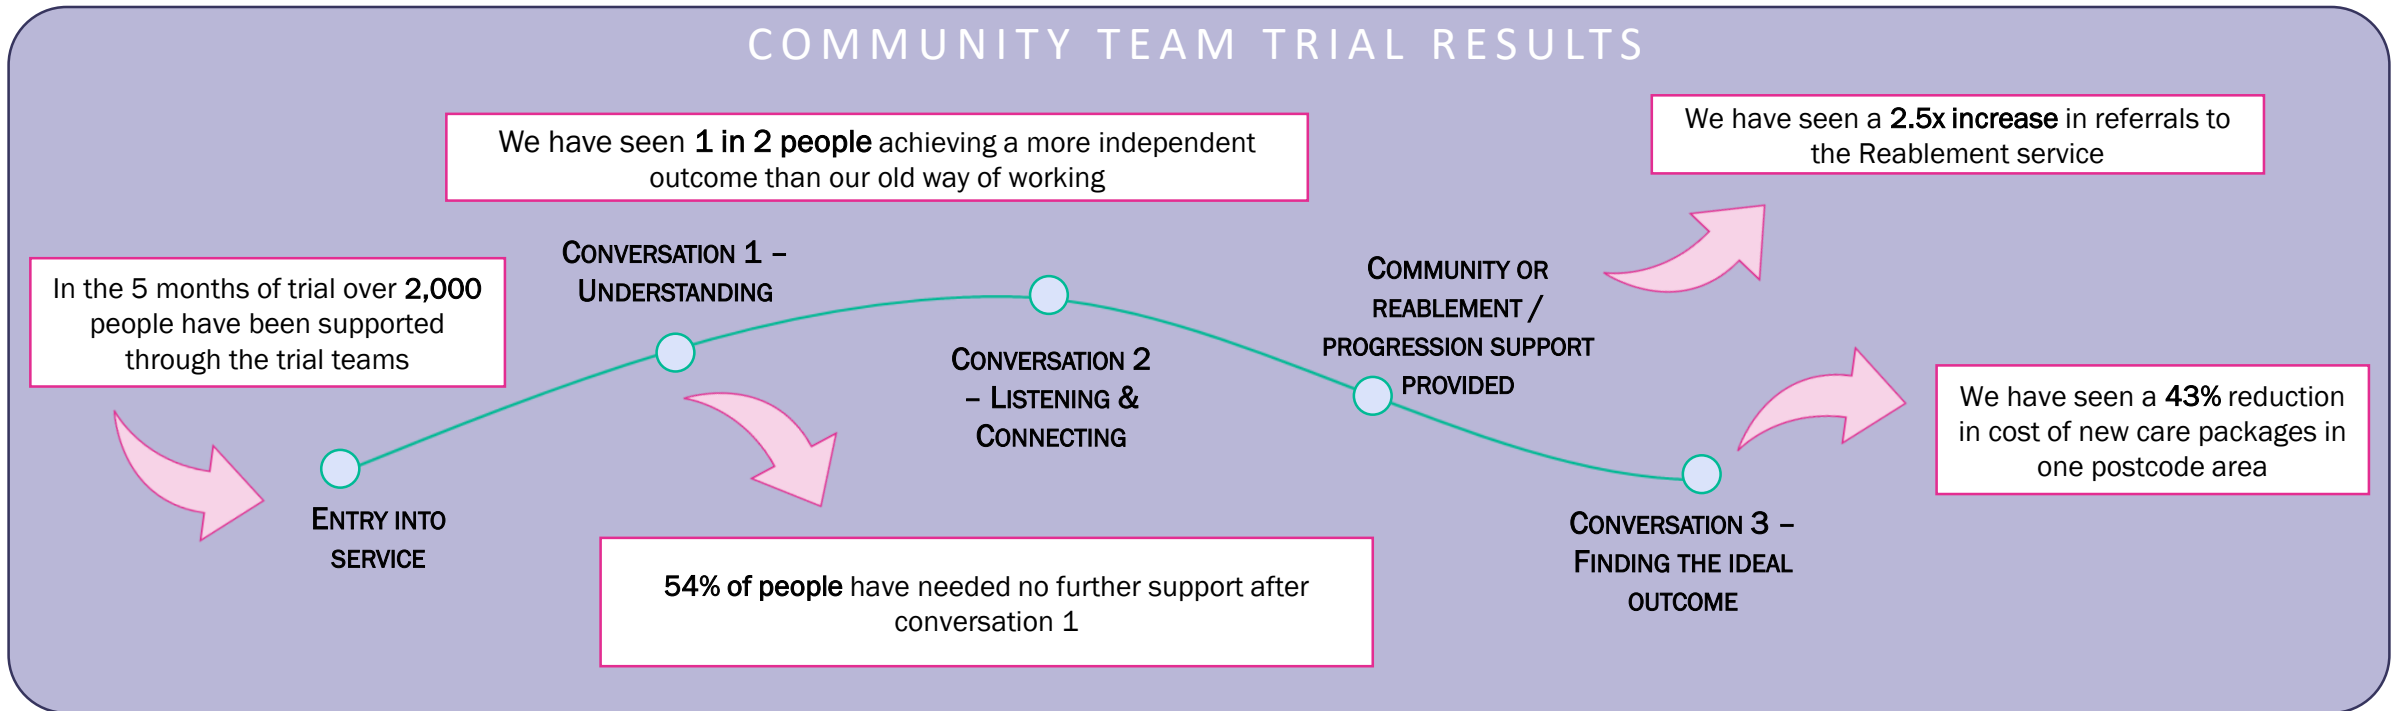 COMMUNITY TEAM TRIAL RESULTS
We have seen 1 in 2 people achieving a more independent
outcome than our old way of working
We have seen a 2.5x increase in referrals to
the Reablement service
In the 5 months of trial over 2,000
people have been supported
through the trial teams
CONVERSATION 1 –
UNDERSTANDING
CONVERSATION 2
– LISTENING &
CONNECTING
COMMUNITY OR
REABLEMENT /
PROGRESSION SUPPORT
PROVIDED
We have seen a 43% reduction
in cost of new care packages in
one postcode area
ENTRY INTO
SERVICE
54% of people have needed no further support after
conversation 1
CONVERSATION 3 –
FINDING THE IDEAL
OUTCOME